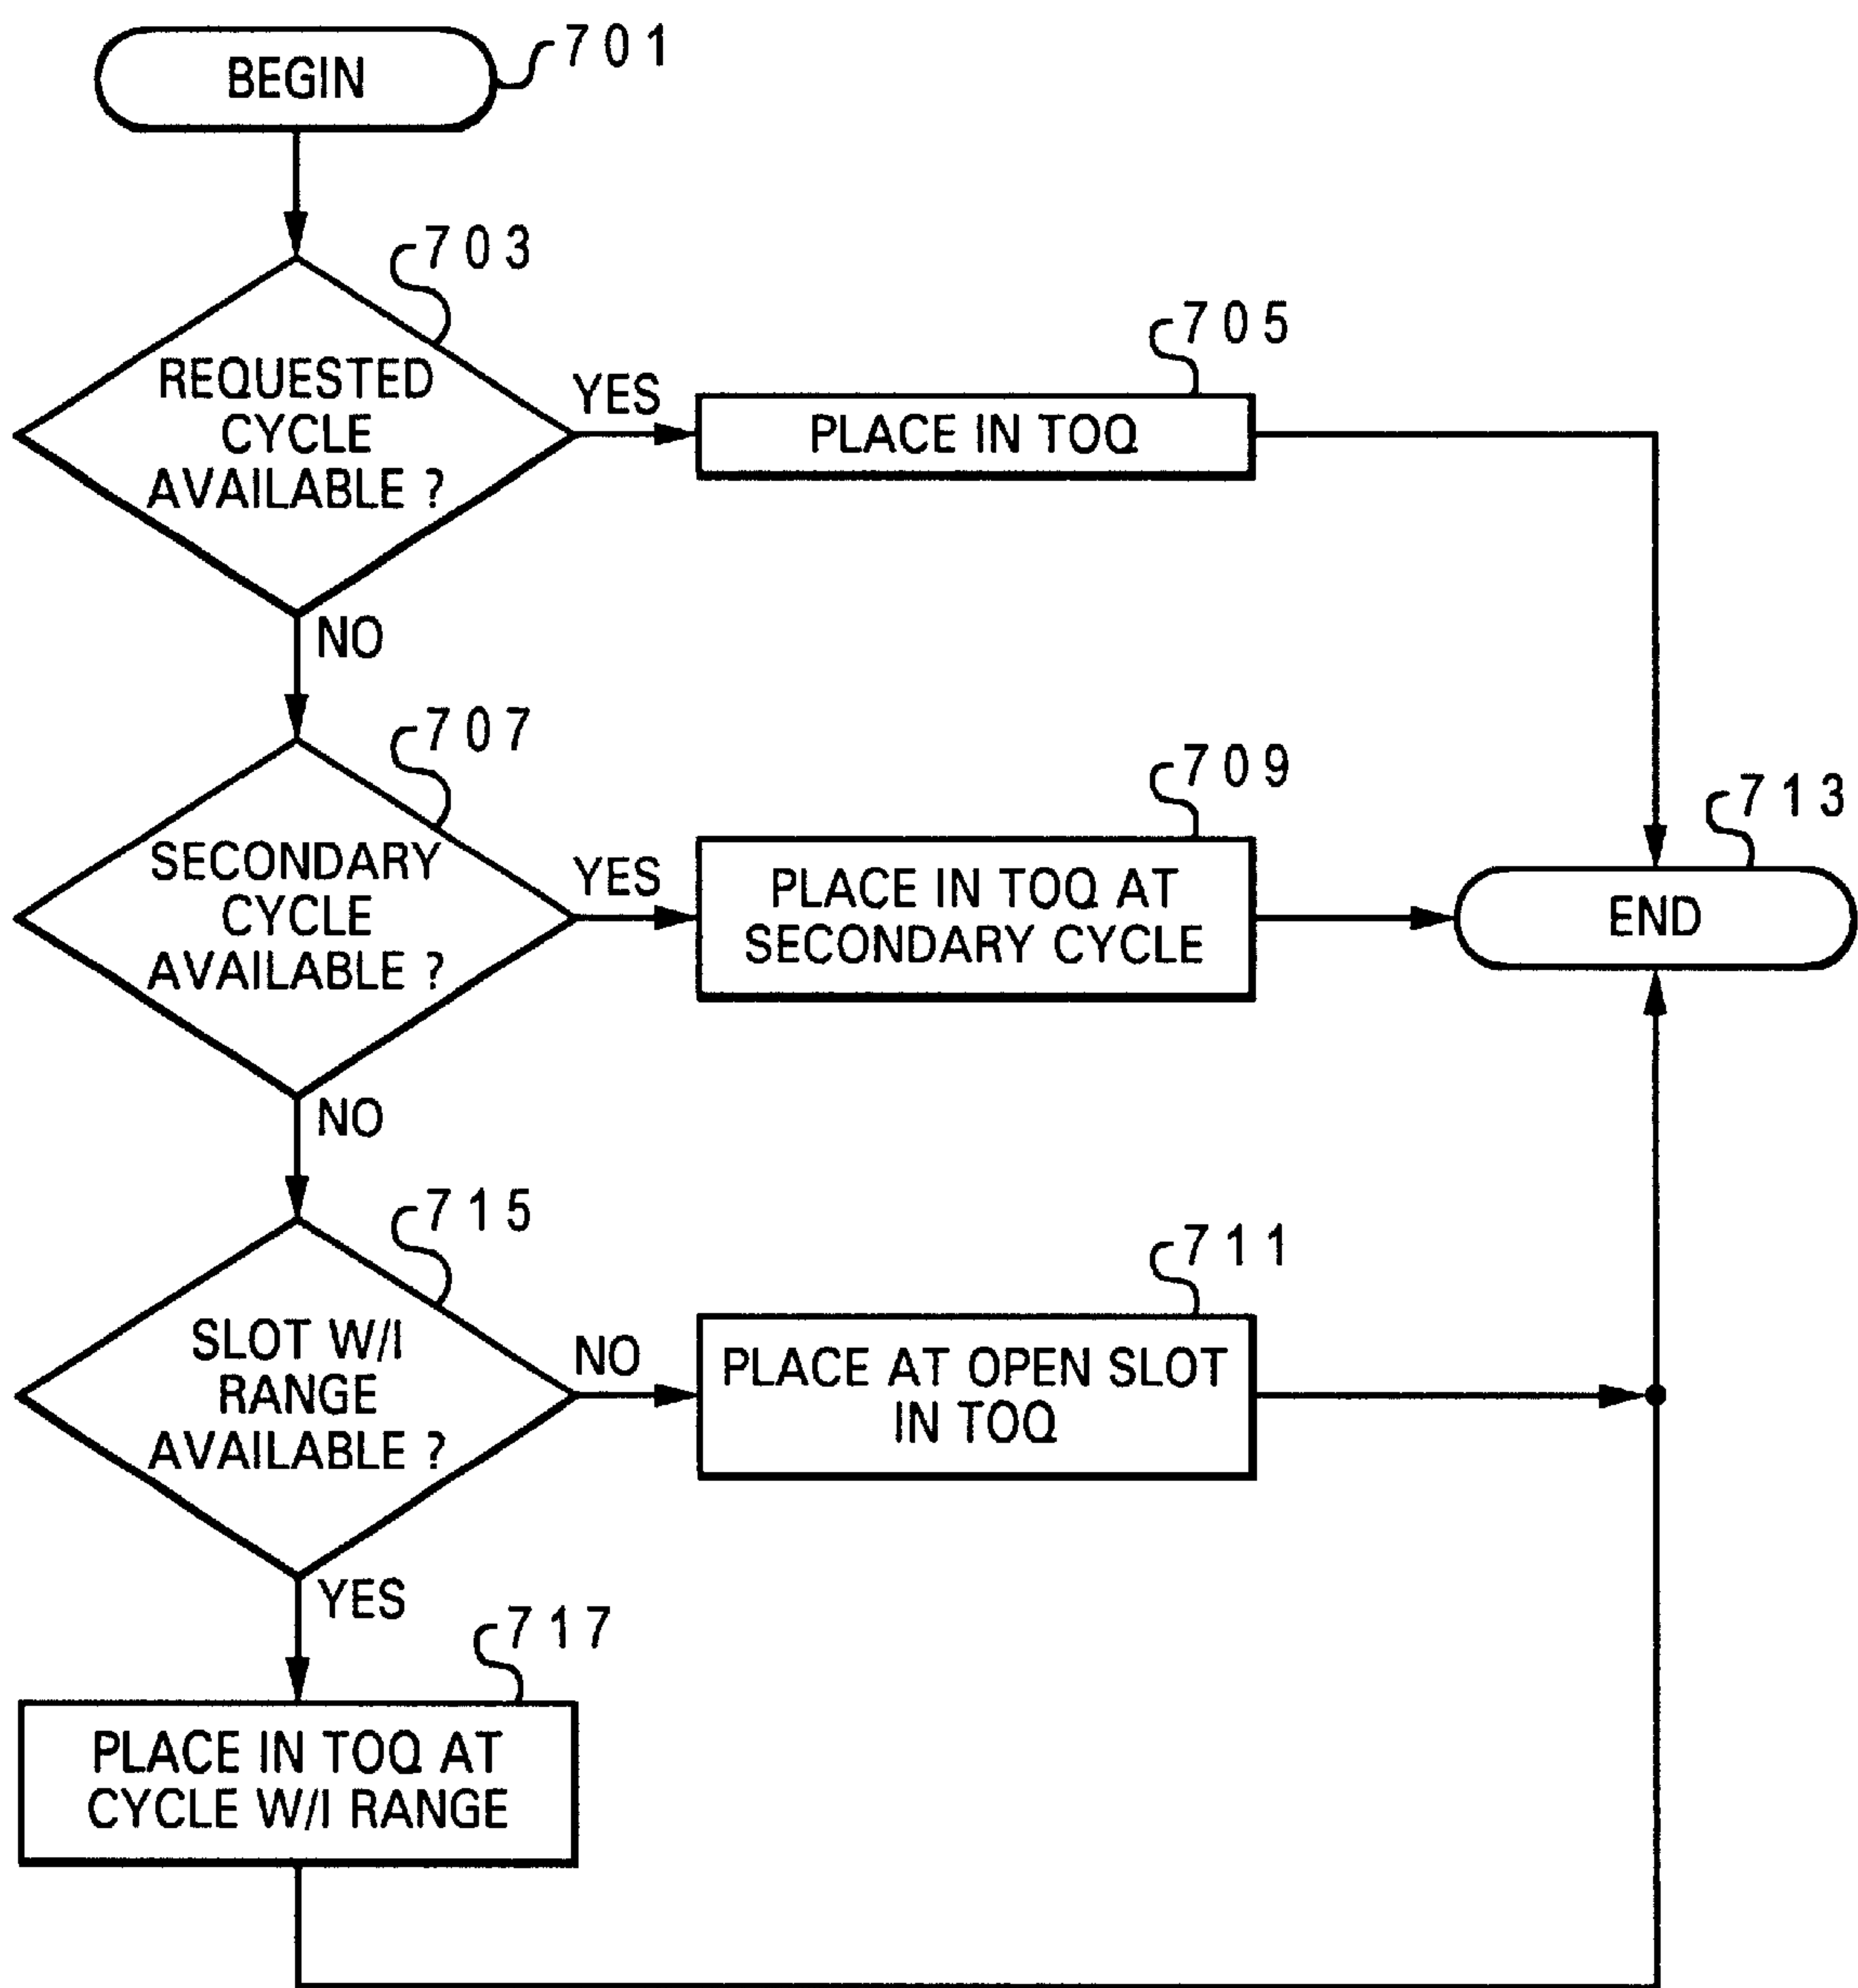 701
BEGIN
703
REQUESTED
CYCLE
AVAILABLE ?
YES
705
PLACE IN TOQ
NO
707
SECONDARY
CYCLE
AVAILABLE ?
YES
709
PLACE IN TOQ AT
SECONDARY CYCLE
713
END
NO
715
SLOT W/I
RANGE
AVAILABLE ?
NO
711
PLACE AT OPEN SLOT
IN TOQ
YES
717
PLACE IN TOQ AT
CYCLE W/I RANGE